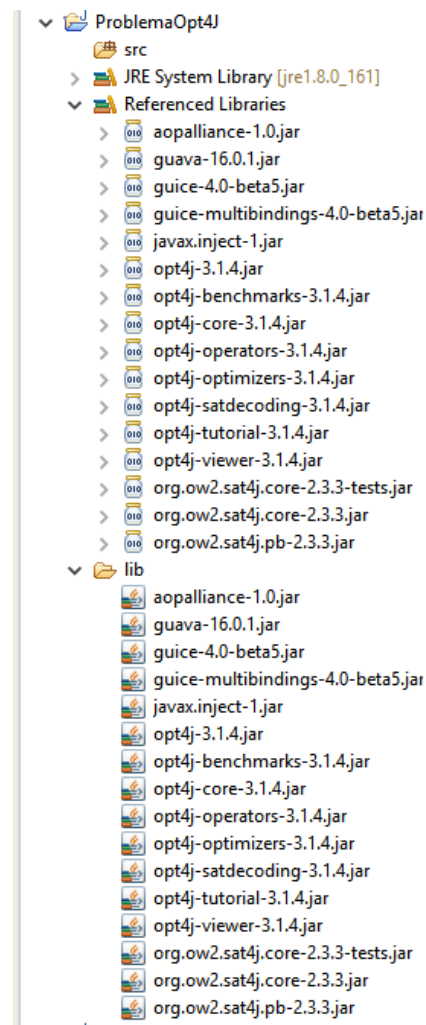 ProblemaOpt4J
src
JRE System Library [jre1.8.0_161]
Referenced Libraries
aopalliance-1.0.jar
guava-16.0.1.jar
guice-4.0-beta5.jar
guice-multibindings-4.0-beta5.jar
javax.inject-1.jar
opt4j-3.1.4.jar
opt4j-benchmarks-3.1.4.jar
opt4j-core-3.1.4.jar
opt4j-operators-3.1.4.jar
opt4j-optimizers-3.1.4.jar
opt4j-satdecoding-3.1.4.jar
opt4j-tutorial-3.1.4.jar
opt4j-viewer-3.1.4.jar
org.ow2.sat4j.core-2.3.3-tests.jar
org.ow2.sat4j.core-2.3.3.jar
org.ow2.sat4j.pb-2.3.3.jar
lib
aopalliance-1.0.jar
guava-16.0.1.jar
guice-4.0-beta5.jar
guice-multibindings-4.0-beta5.jar
javax.inject-1.jar
opt4j-3.1.4.jar
opt4j-benchmarks-3.1.4.jar
opt4j-core-3.1.4.jar
opt4j-operators-3.1.4.jar
opt4j-optimizers-3.1.4.jar
opt4j-satdecoding-3.1.4.jar
opt4j-tutorial-3.1.4.jar
opt4j-viewer-3.1.4.jar
org.ow2.sat4j.core-2.3.3-tests.jar
org.ow2.sat4j.core-2.3.3.jar
org.ow2.sat4j.pb-2.3.3.jar